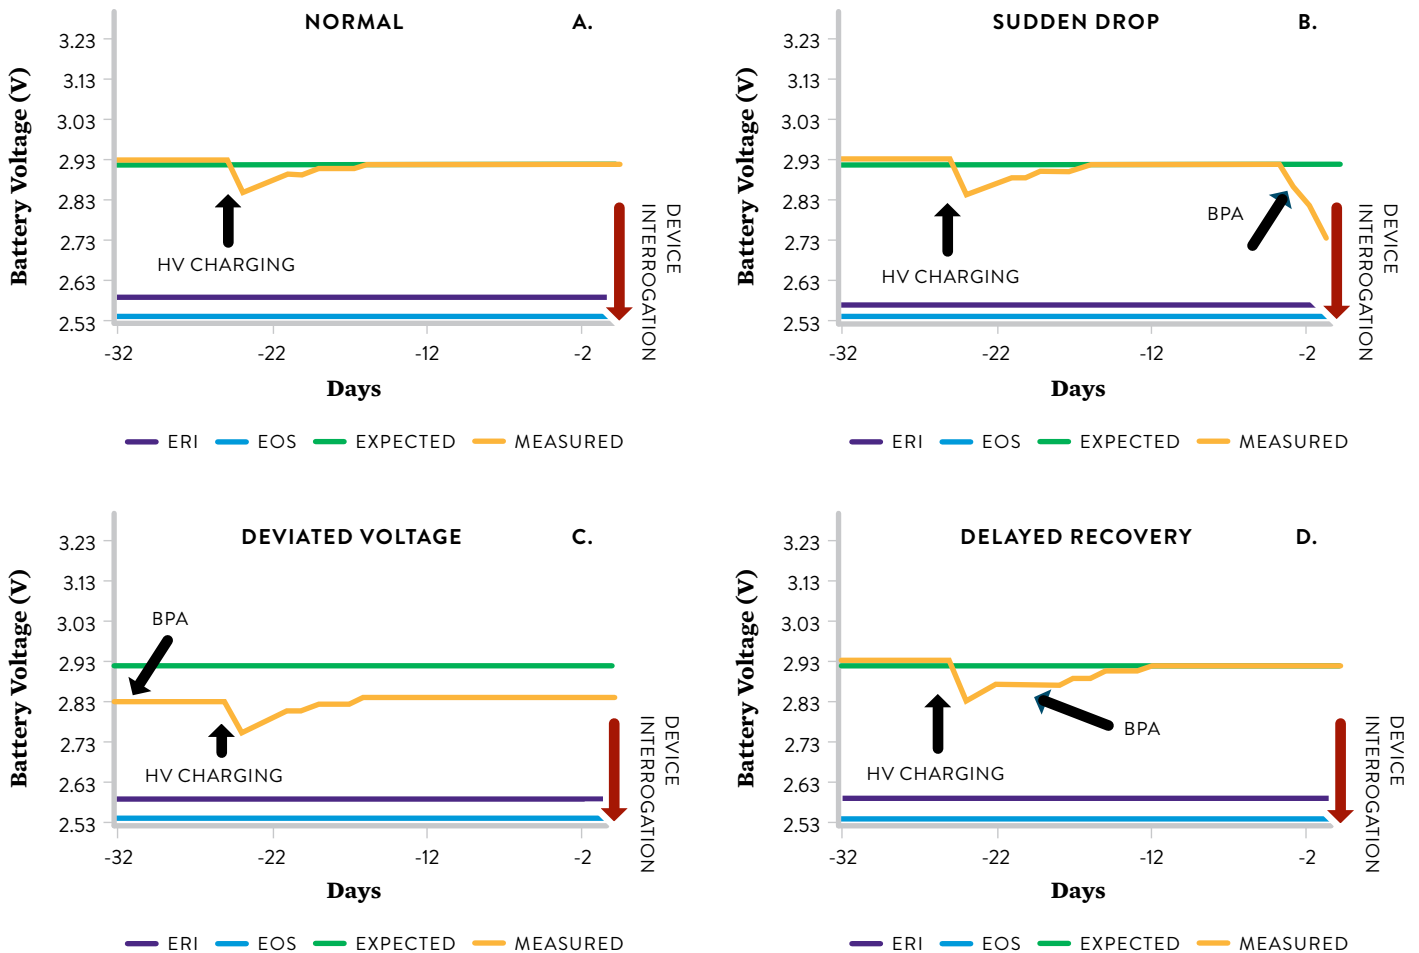 NORMAL A.
Battery Voltage (V)
3.23
3.13
3.03
2.93
2.83
2.73
2.63
2.53
HV CHARGING
DEVICE
INTERROGATION
-32 -22 -12 -2
Days
ERI EOS EXPECTED MEASURED
SUDDEN DROP B.
Battery Voltage (V)
3.23
3.13
3.03
2.93
2.83
2.73
2.63
2.53
BPA
HV CHARGING
DEVICE
INTERROGATION
-32 -22 -12 -2
Days
ERI EOS EXPECTED MEASURED
DEVIATED VOLTAGE C.
Battery Voltage (V)
3.23
3.13
3.03
2.93
2.83
2.73
2.63
2.53
BPA
HV CHARGING
DEVICE
INTERROGATION
-32 -22 -12 -2
Days
ERI EOS EXPECTED MEASURED
DELAYED RECOVERY D.
Battery Voltage (V)
3.23
3.13
3.03
2.93
2.83
2.73
2.63
2.53
BPA
HV CHARGING
DEVICE
INTERROGATION
-32 -22 -12 -2
Days
ERI EOS EXPECTED MEASURED